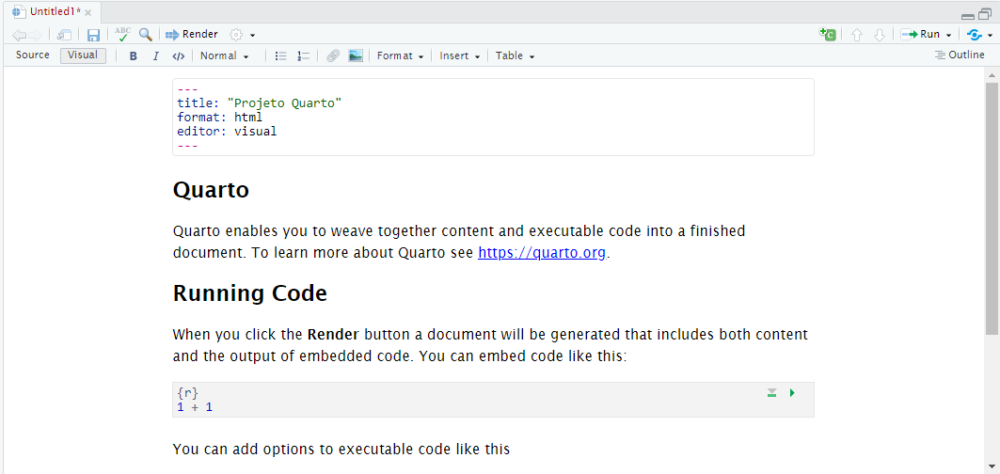 Untitled1*
ABC
Render
C
Run
Source Visual B I </> Normal Format Insert Table Outline
---
title: "Projeto Quarto"
format: html
editor: visual
---
Quarto
Quarto enables you to weave together content and executable code into a finished
document. To learn more about Quarto see https://quarto.org.
Running Code
When you click the Render button a document will be generated that includes both content
and the output of embedded code. You can embed code like this:
{r}
1 + 1
You can add options to executable code like this